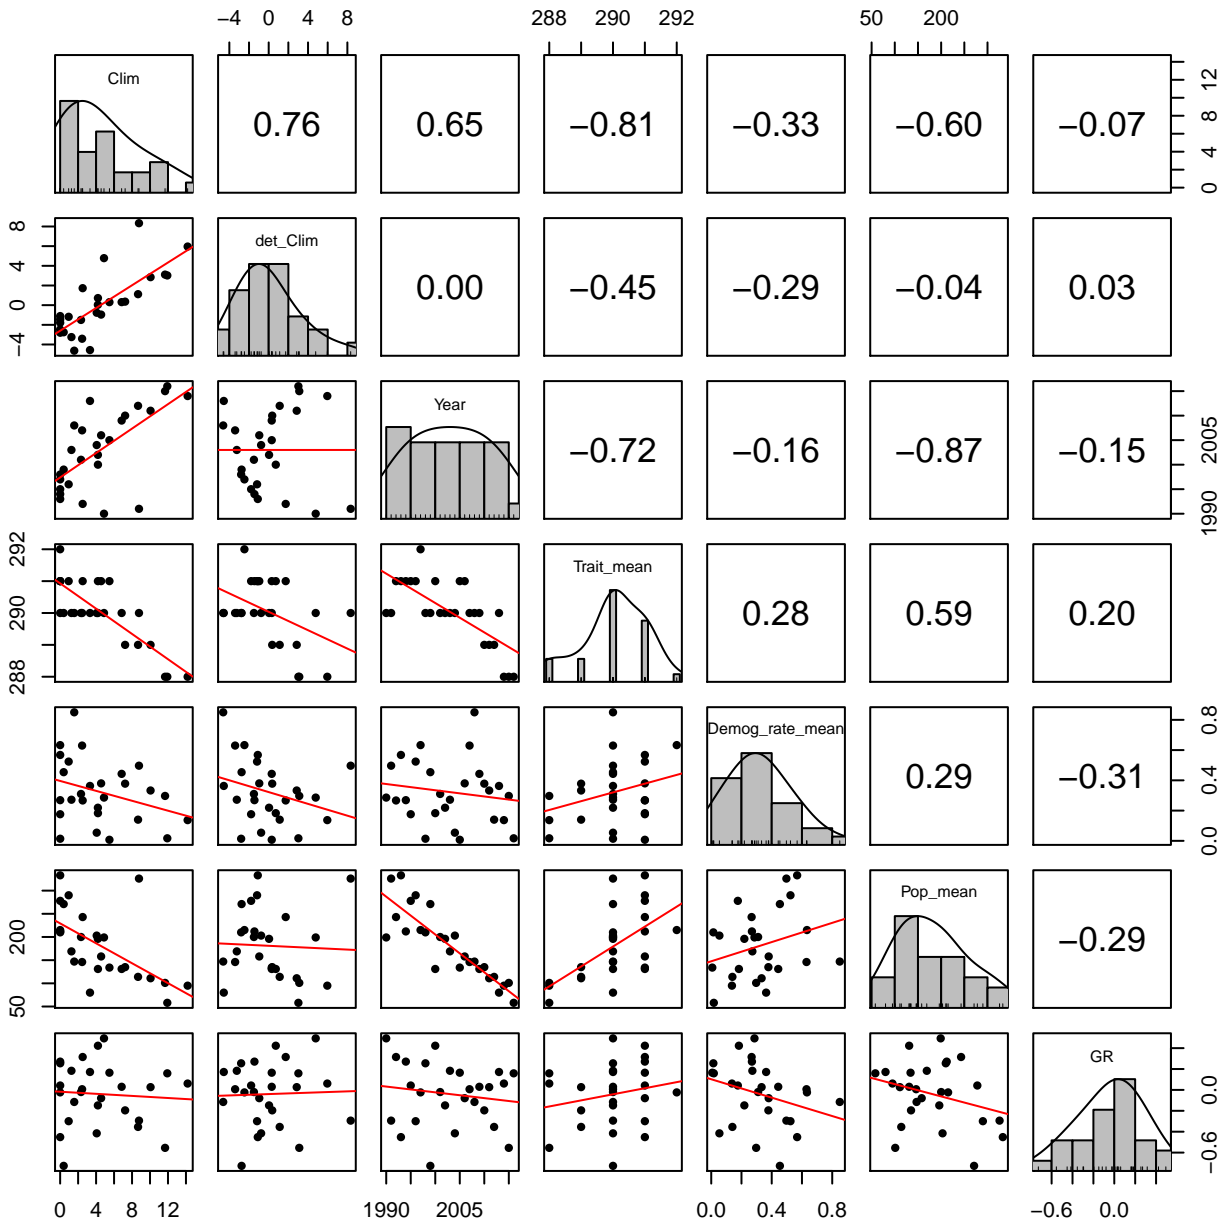 −4 0 4 8 288 290 292 50 200
Clim 0.76 0.65 −0.81 −0.33 −0.60 −0.07
0 4 8 12
−4 0 4 8
det_Clim 0.00 −0.45 −0.29 −0.04 0.03
Year −0.72 −0.16 −0.87 −0.15
1990 2005
288 290 292
Trait_mean 0.28 0.59 0.20
Demog_rate_mean 0.29 −0.31
0.0 0.4 0.8
50 200
Pop_mean −0.29
GR
−0.6 0.0
0 4 8 12 1990 2005 0.0 0.4 0.8 −0.6 0.0